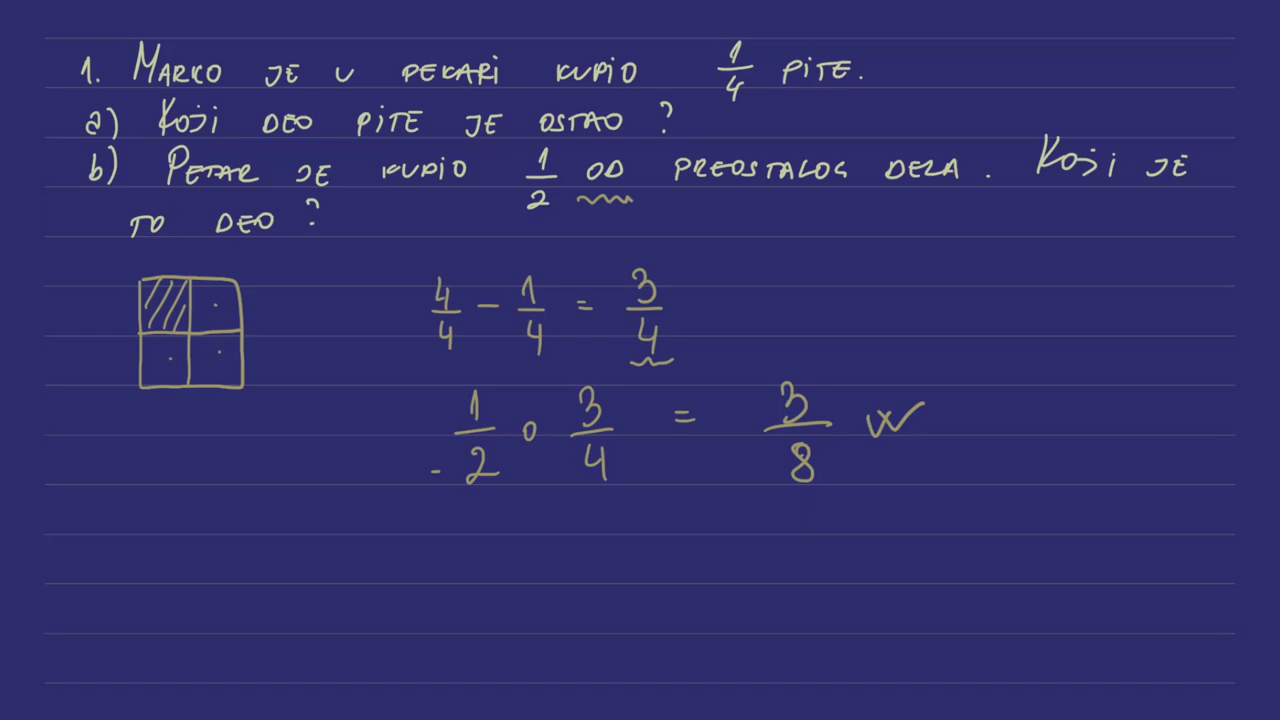 1. MARKO JE U PEKARI KUPIO 1/4 PITE.
a) KOJI DEO PITE JE OSTAO ?
b) PETAR JE KUPIO 1/2 OD PREOSTALOG DELA. KOJI JE
TO DEO ?
4/4 - 1/4 = 3/4
1/2 · 3/4 = 3/8